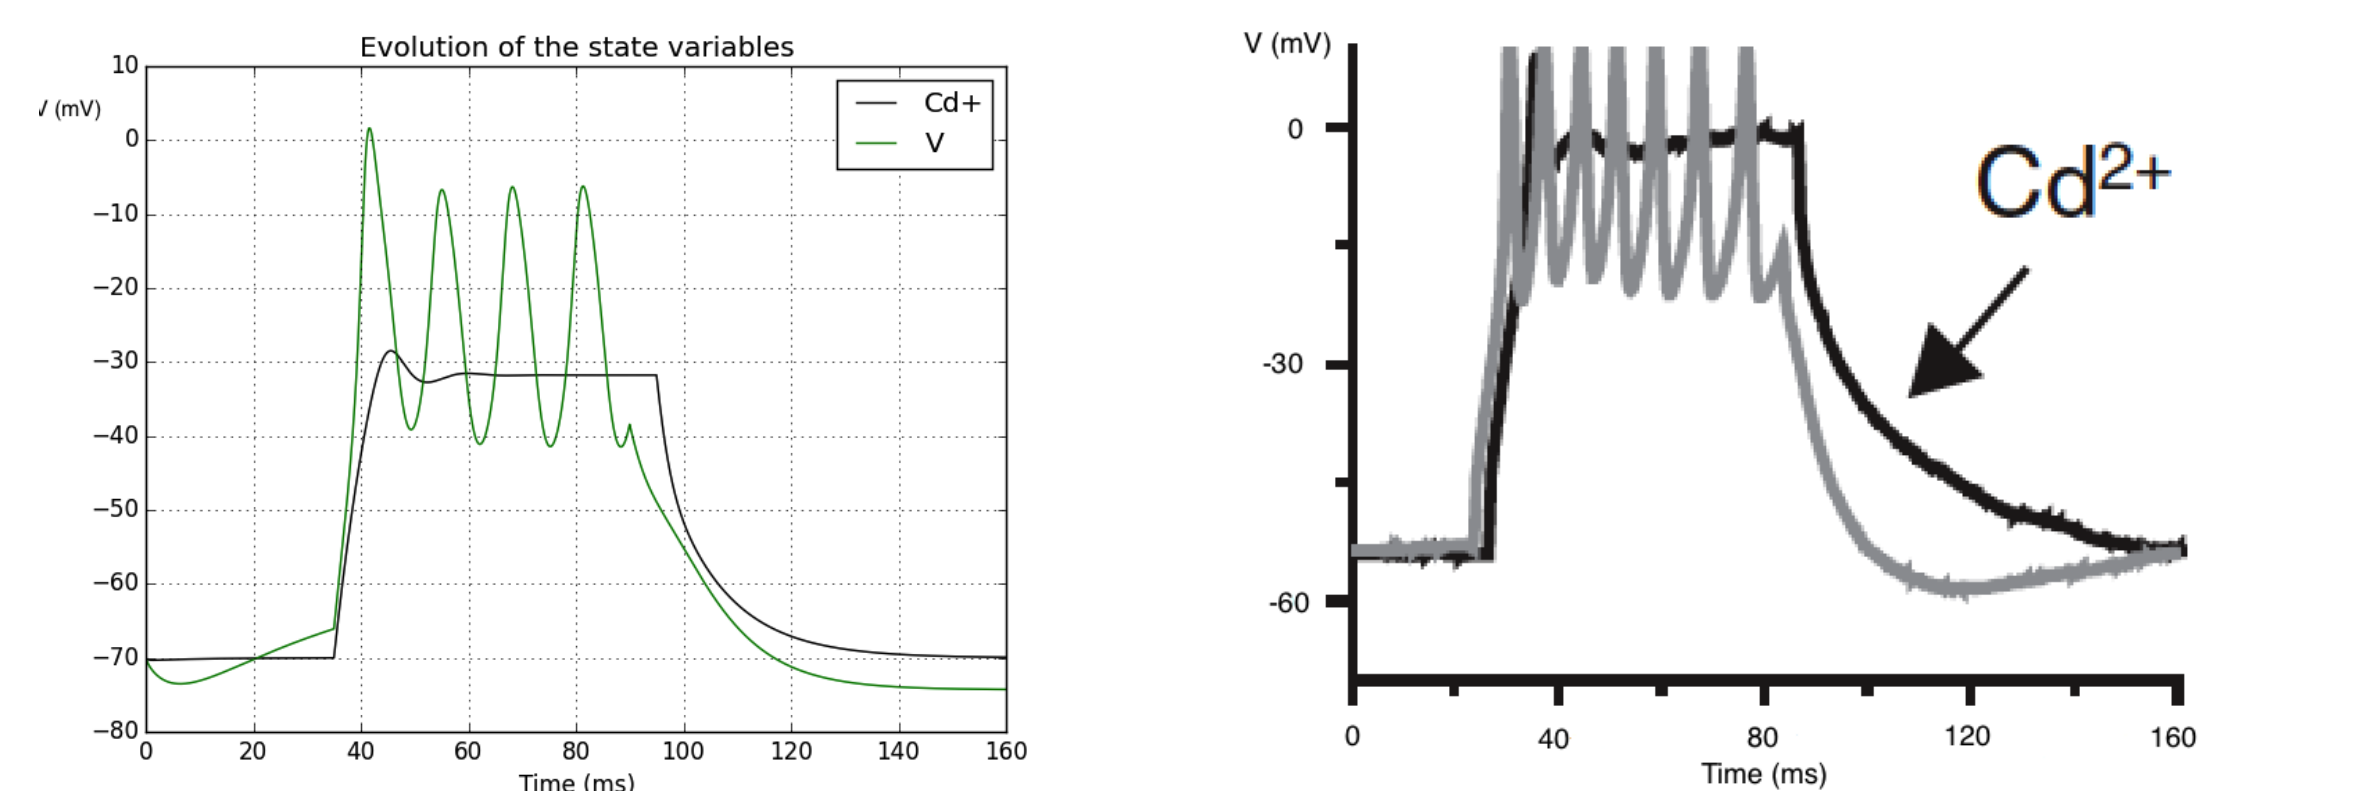 Evolution of the state variables
V (mV)
Cd+
V
10
0
−10
−20
−30
−40
−50
−60
−70
−80
0 20 40 60 80 100 120 140 160
Time (ms)
V (mV)
0
-30
-60
Cd²⁺
0 40 80 120 160
Time (ms)